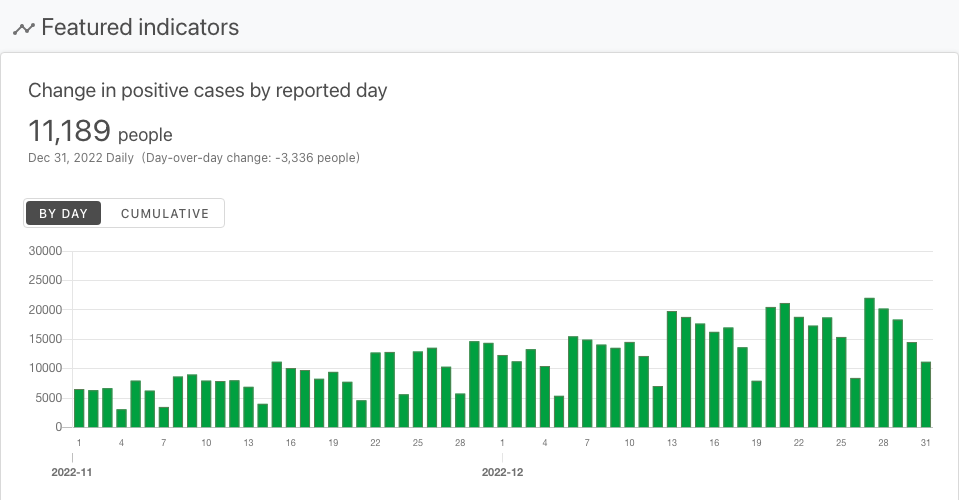 Featured indicators
Change in positive cases by reported day
11,189 people
Dec 31, 2022 Daily (Day-over-day change: -3,336 people)
BY DAY CUMULATIVE
30000
25000
20000
15000
10000
5000
0
1 4 7 10 13 16 19 22 25 28 1 4 7 10 13 16 19 22 25 28 31
2022-11 2022-12